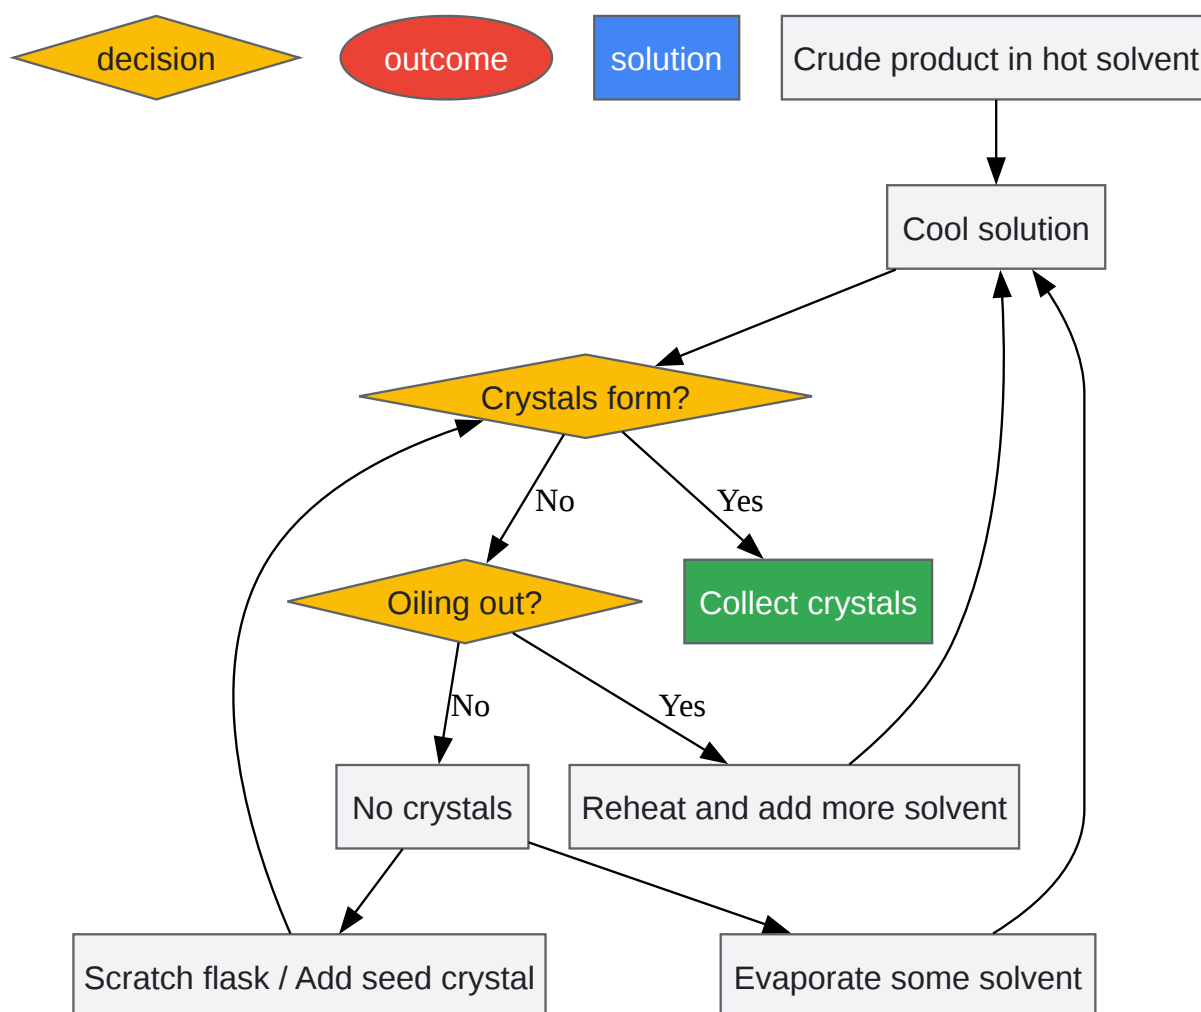 decision
outcome
solution
Crude product in hot solvent
Cool solution
Crystals form?
No
Yes
Oiling out?
Collect crystals
No
Yes
No crystals
Reheat and add more solvent
Scratch flask / Add seed crystal
Evaporate some solvent